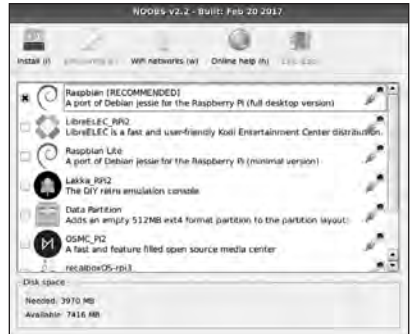 NOOBS v2.2 - Built: Feb 20 2017
Install (i) Wifi networks (w) Online help (h)
Raspbian [RECOMMENDED]
A port of Debian jessie for the Raspberry Pi (full desktop version)
LibreELEC_RPi2
LibreELEC is a fast and user-friendly Kodi Entertainment Center distribution.
Raspbian Lite
A port of Debian jessie for the Raspberry Pi (minimal version)
Lakka_RPi2
The DIY retro emulation console
Data Partition
Adds an empty 512MB ext4 format partition to the partition layout.
OSMC_Pi2
A fast and feature filled open source media center
recalboxOS-rpi3
Disk space
Needed: 3970 MB
Available: 7416 MB